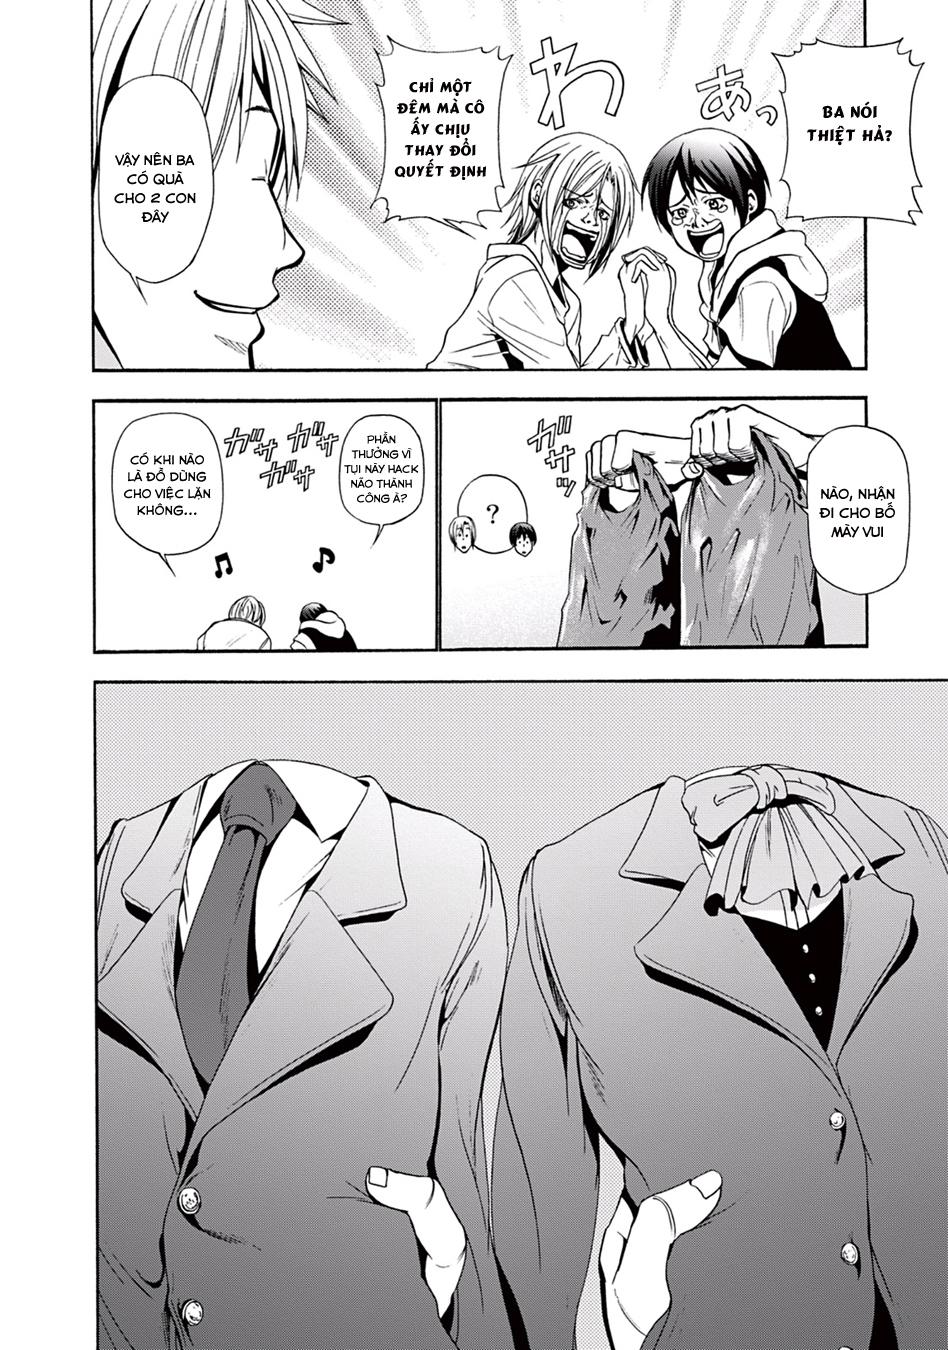 BA NÓI
THIỆT HẢ?
あっ
わ
CHỈ MỘT
ĐÊM MÀ CÔ
ẤY CHỊU
THAY ĐỔI
QUYẾT ĐỊNH
VẬY NÊN BA
CÓ QUÀ
CHO 2 CON
ĐÂY
NÀO, NHẬN
ĐI CHO BỐ
MÀY VUI
ガサガサッ
?
PHẦN
THƯỞNG VÌ
TỤI NÀY HACK
NÃO THÀNH
CÔNG À?
ガサ
ガサ
ガサ
CÓ KHI NÀO
LÀ ĐỒ DÙNG
CHO VIỆC LẶN
KHÔNG...